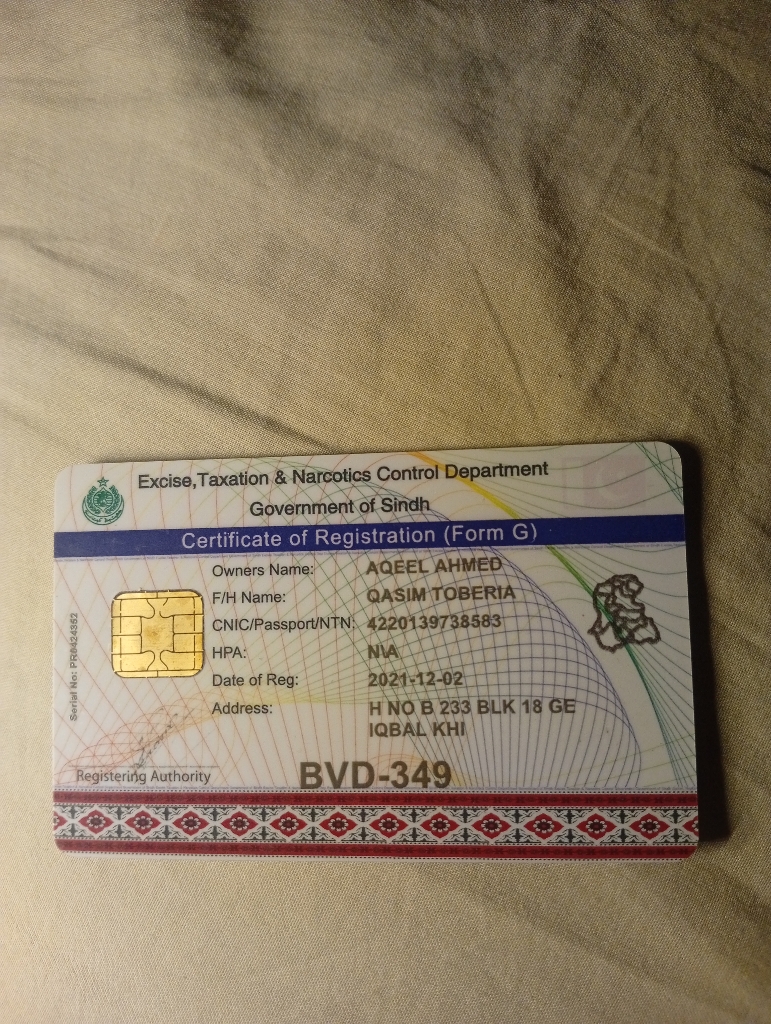 Excise,Taxation & Narcotics Control Department
Government of Sindh
Certificate of Registration (Form G)
Owners Name: AQEEL AHMED
F/H Name: QASIM TOBERIA
CNIC/Passport/NTN: 4220139738583
HPA: N\A
Date of Reg: 2021-12-02
Address: H NO B 233 BLK 18 GE
IQBAL KHI
Serial No: PR6424352
Registering Authority
BVD-349